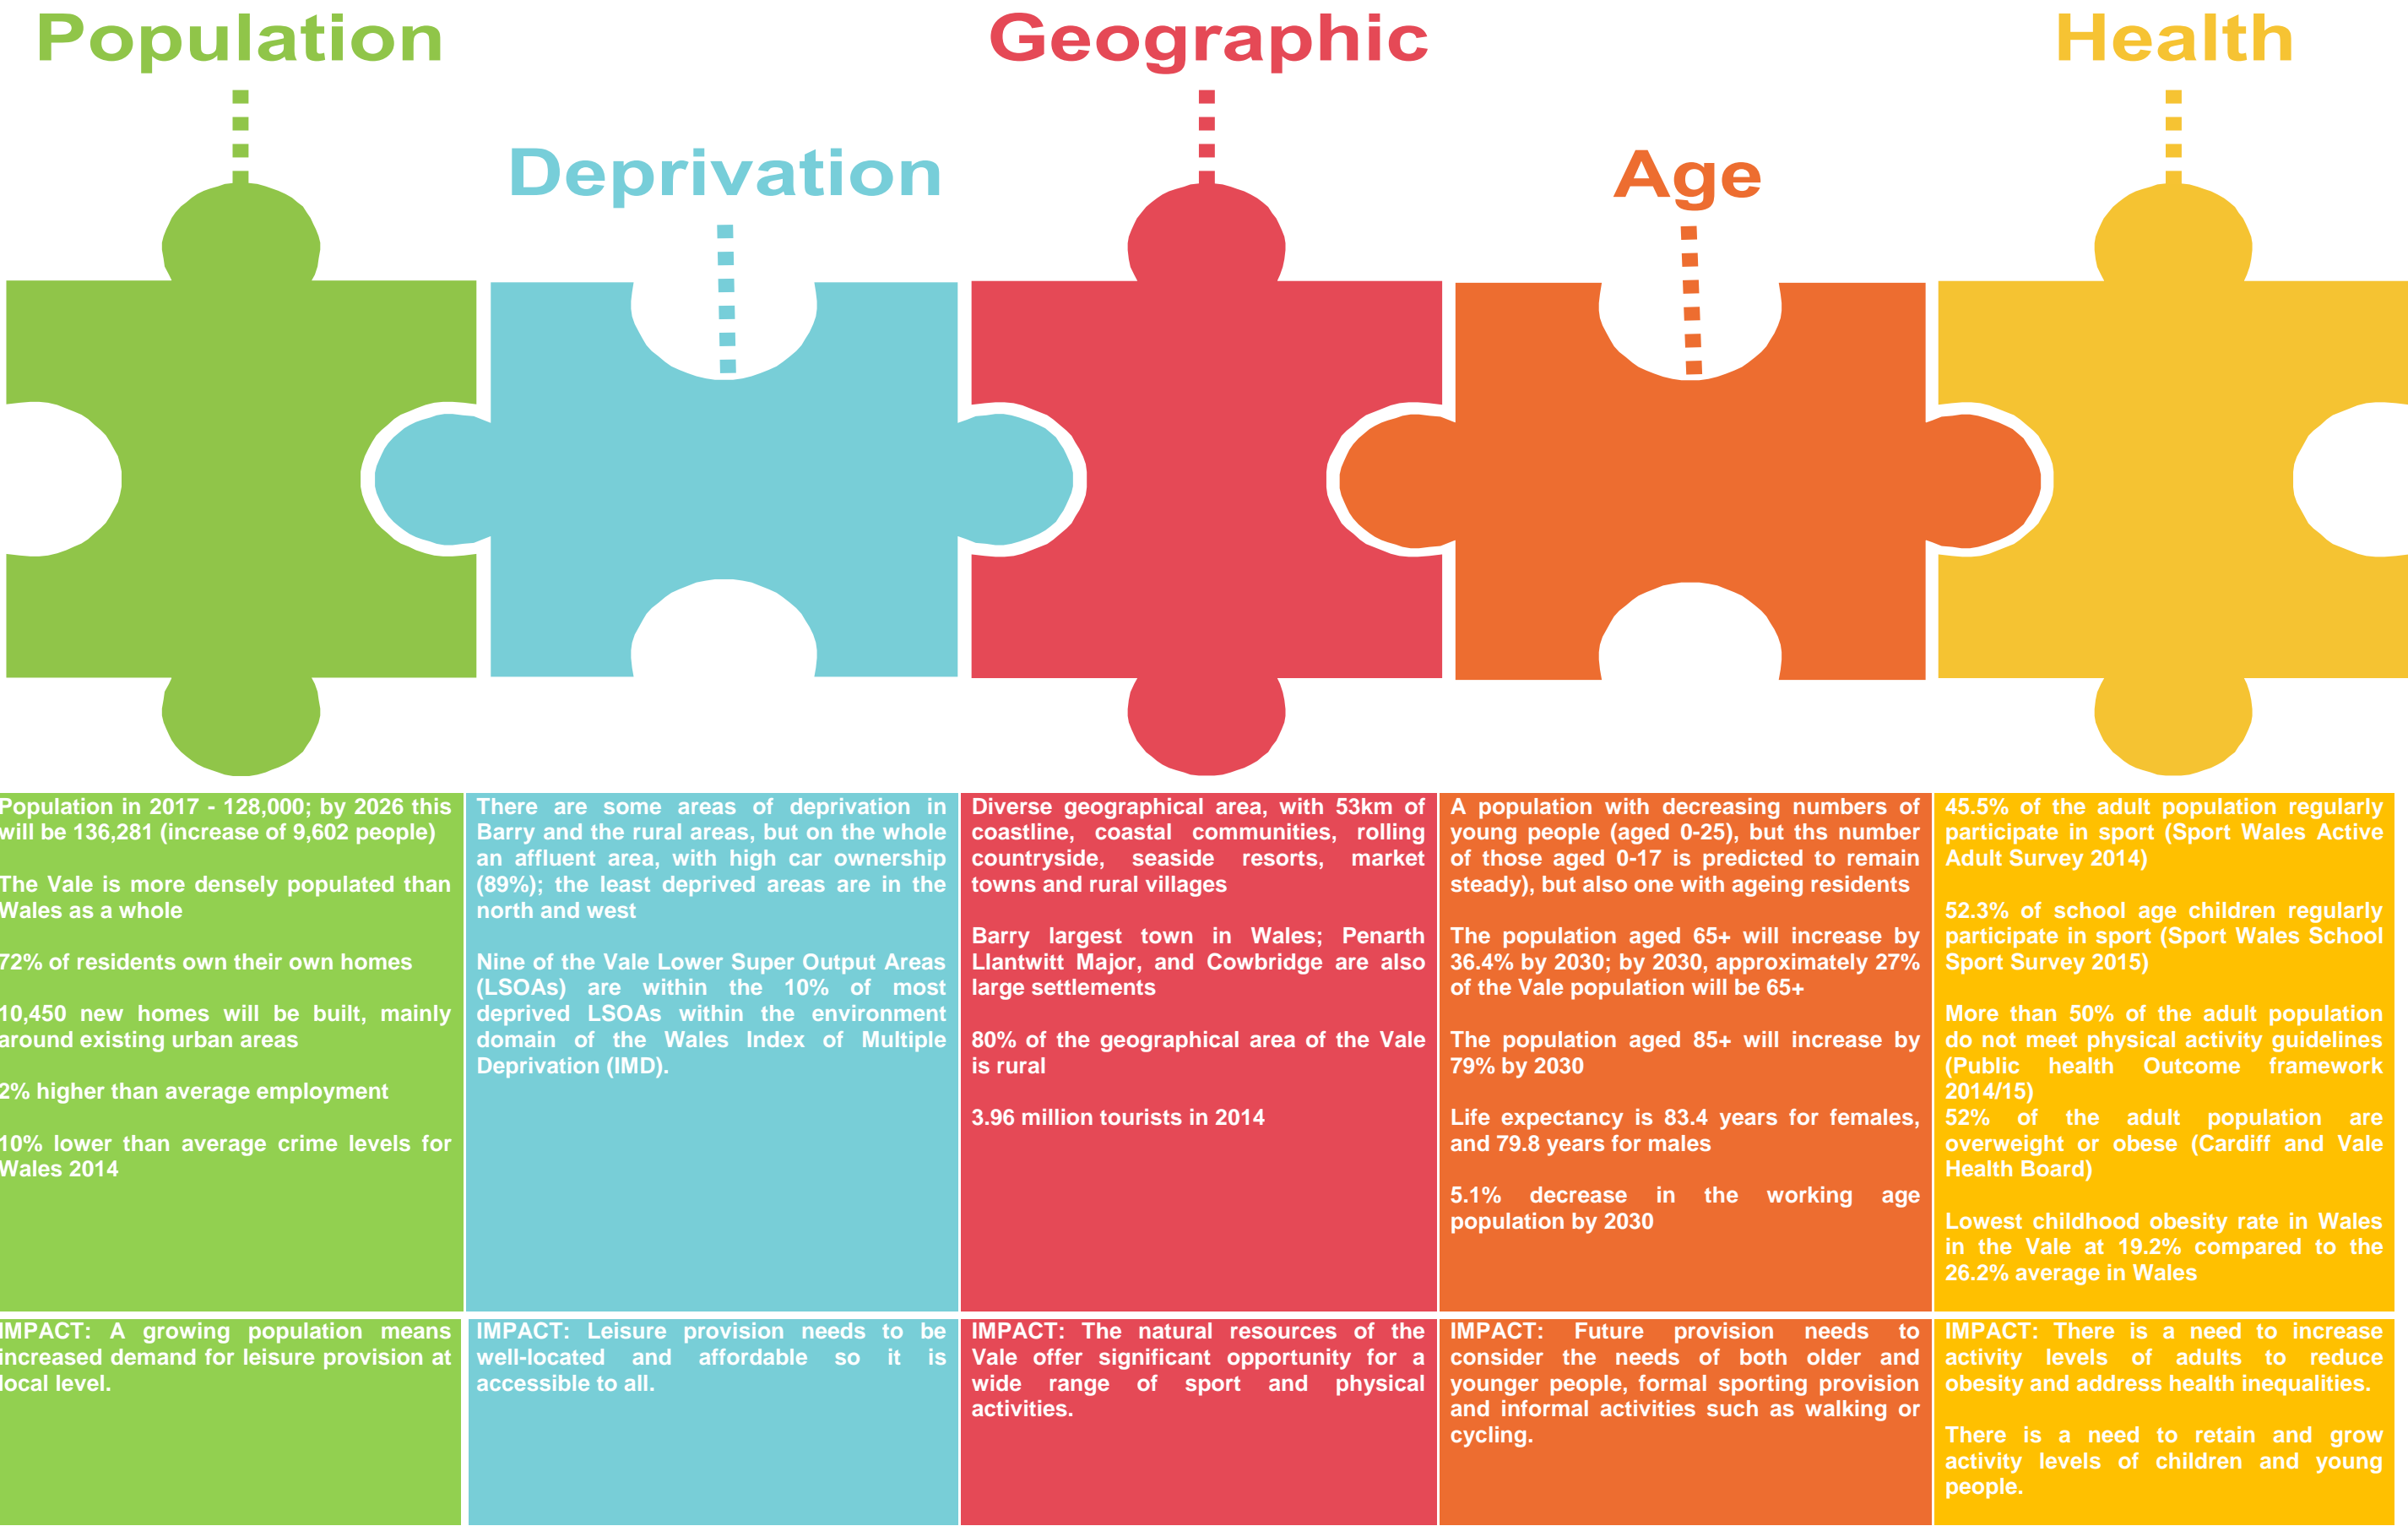 Population
Geographic
Health
Deprivation
Age
Population in 2017 - 128,000; by 2026 this
will be 136,281 (increase of 9,602 people)
The Vale is more densely populated than
Wales as a whole
72% of residents own their own homes
10,450 new homes will be built, mainly
around existing urban areas
2% higher than average employment
10% lower than average crime levels for
Wales 2014
There are some areas of deprivation in
Barry and the rural areas, but on the whole
an affluent area, with high car ownership
(89%); the least deprived areas are in the
north and west
Nine of the Vale Lower Super Output Areas
(LSOAs) are within the 10% of most
deprived LSOAs within the environment
domain of the Wales Index of Multiple
Deprivation (IMD).
Diverse geographical area, with 53km of
coastline, coastal communities, rolling
countryside, seaside resorts, market
towns and rural villages
Barry largest town in Wales; Penarth
Llantwitt Major, and Cowbridge are also
large settlements
80% of the geographical area of the Vale
is rural
3.96 million tourists in 2014
A population with decreasing numbers of
young people (aged 0-25), but ths number
of those aged 0-17 is predicted to remain
steady), but also one with ageing residents
The population aged 65+ will increase by
36.4% by 2030; by 2030, approximately 27%
of the Vale population will be 65+
The population aged 85+ will increase by
79% by 2030
Life expectancy is 83.4 years for females,
and 79.8 years for males
5.1% decrease in the working age
population by 2030
45.5% of the adult population regularly
participate in sport (Sport Wales Active
Adult Survey 2014)
52.3% of school age children regularly
participate in sport (Sport Wales School
Sport Survey 2015)
More than 50% of the adult population
do not meet physical activity guidelines
(Public health Outcome framework
2014/15)
52% of the adult population are
overweight or obese (Cardiff and Vale
Health Board)
Lowest childhood obesity rate in Wales
in the Vale at 19.2% compared to the
26.2% average in Wales
IMPACT: A growing population means
increased demand for leisure provision at
local level.
IMPACT: Leisure provision needs to be
well-located and affordable so it is
accessible to all.
IMPACT: The natural resources of the
Vale offer significant opportunity for a
wide range of sport and physical
activities.
IMPACT: Future provision needs to
consider the needs of both older and
younger people, formal sporting provision
and informal activities such as walking or
cycling.
IMPACT: There is a need to increase
activity levels of adults to reduce
obesity and address health inequalities.
There is a need to retain and grow
activity levels of children and young
people.